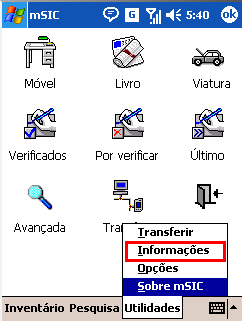 mSIC G 5:40 ok
Móvel Livro Viatura
Verificados Por verificar Último
Avançada Tra
Transferir
Informações
Opções
Sobre mSIC
Inventário Pesquisa Utilidades